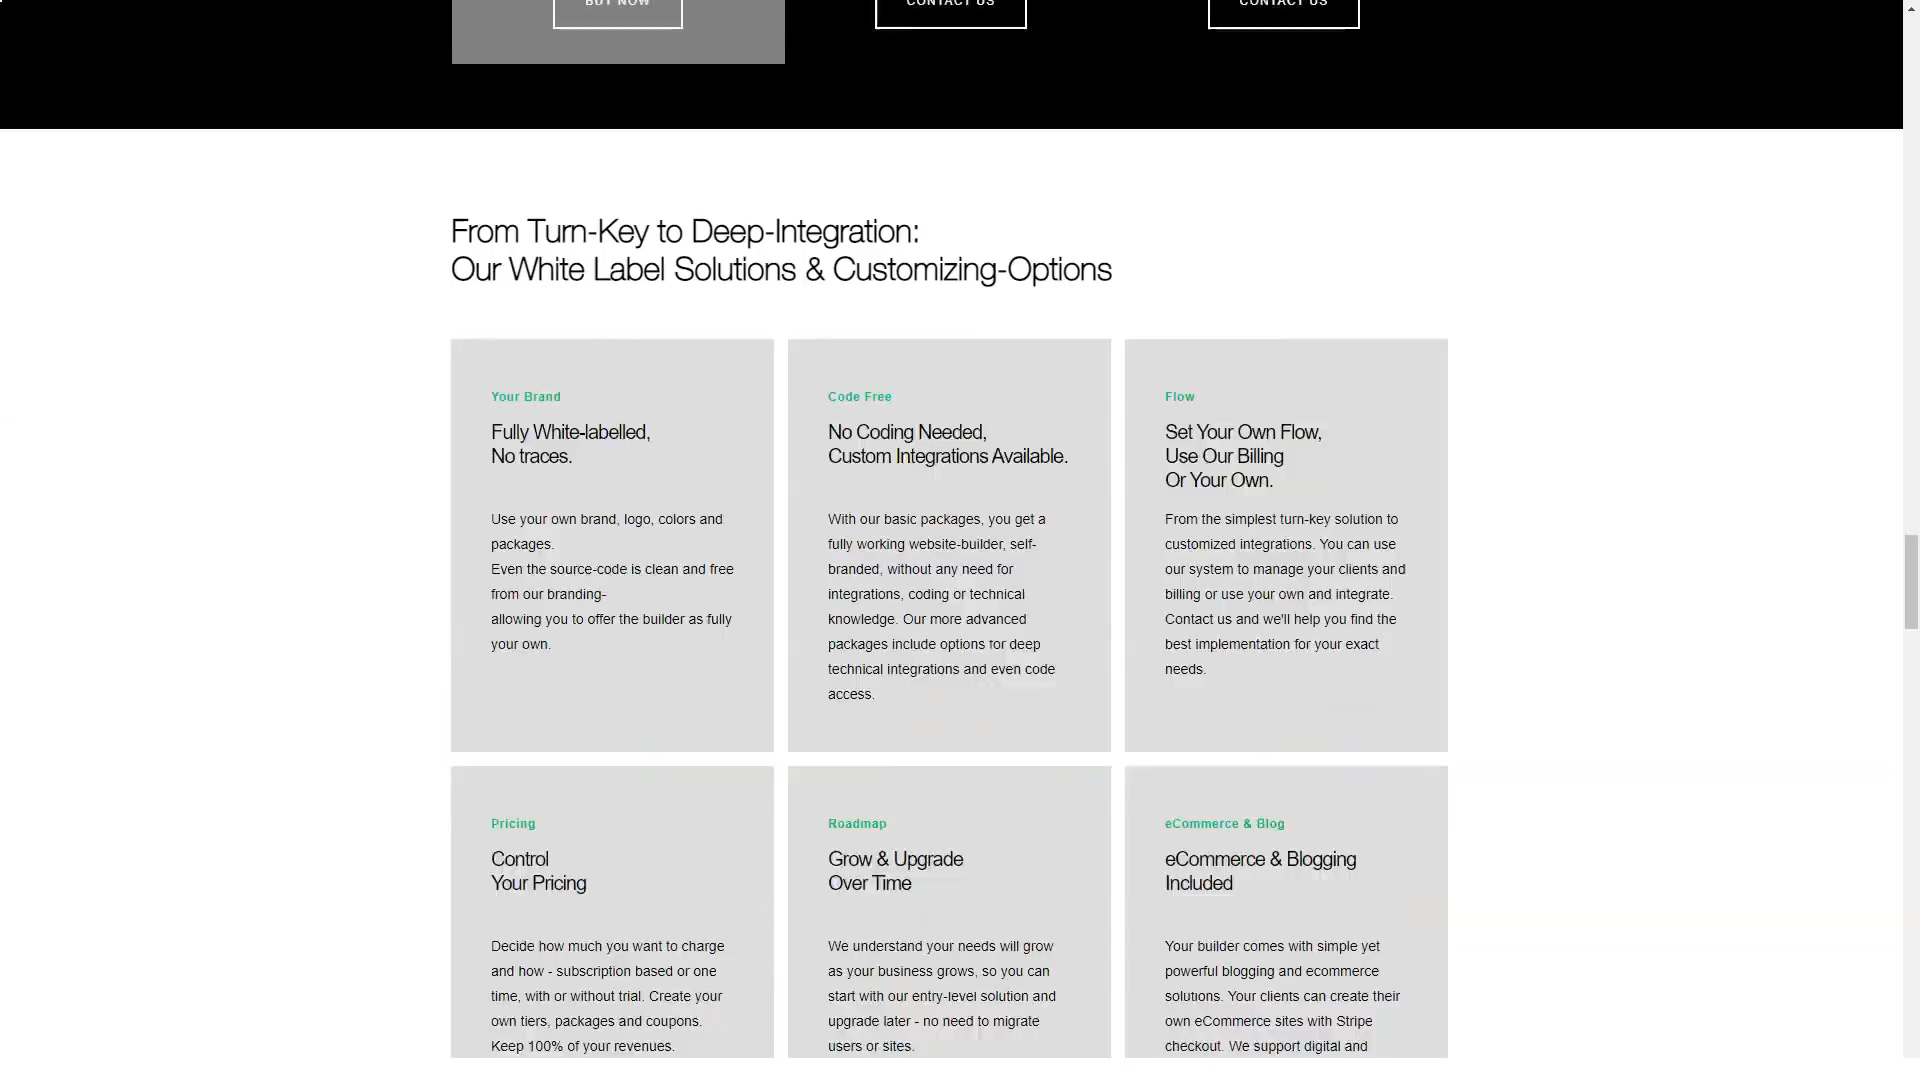 BUY NOW
CONTACT US
CONTACT US
From Turn-Key to Deep-Integration:
Our White Label Solutions & Customizing-Options
Your Brand
Fully White-labelled,
No traces.
Use your own brand, logo, colors and
packages.
Even the source-code is clean and free
from our branding-
allowing you to offer the builder as fully
your own.
Code Free
No Coding Needed,
Custom Integrations Available.
With our basic packages, you get a
fully working website-builder, self-
branded, without any need for
integrations, coding or technical
knowledge. Our more advanced
packages include options for deep
technical integrations and even code
access.
Flow
Set Your Own Flow,
Use Our Billing
Or Your Own.
From the simplest turn-key solution to
customized integrations. You can use
our system to manage your clients and
billing or use your own and integrate.
Contact us and we'll help you find the
best implementation for your exact
needs.
Pricing
Control
Your Pricing
Decide how much you want to charge
and how - subscription based or one
time, with or without trial. Create your
own tiers, packages and coupons.
Keep 100% of your revenues.
Roadmap
Grow & Upgrade
Over Time
We understand your needs will grow
as your business grows, so you can
start with our entry-level solution and
upgrade later - no need to migrate
users or sites.
eCommerce & Blog
eCommerce & Blogging
Included
Your builder comes with simple yet
powerful blogging and ecommerce
solutions. Your clients can create their
own eCommerce sites with Stripe
checkout. We support digital and